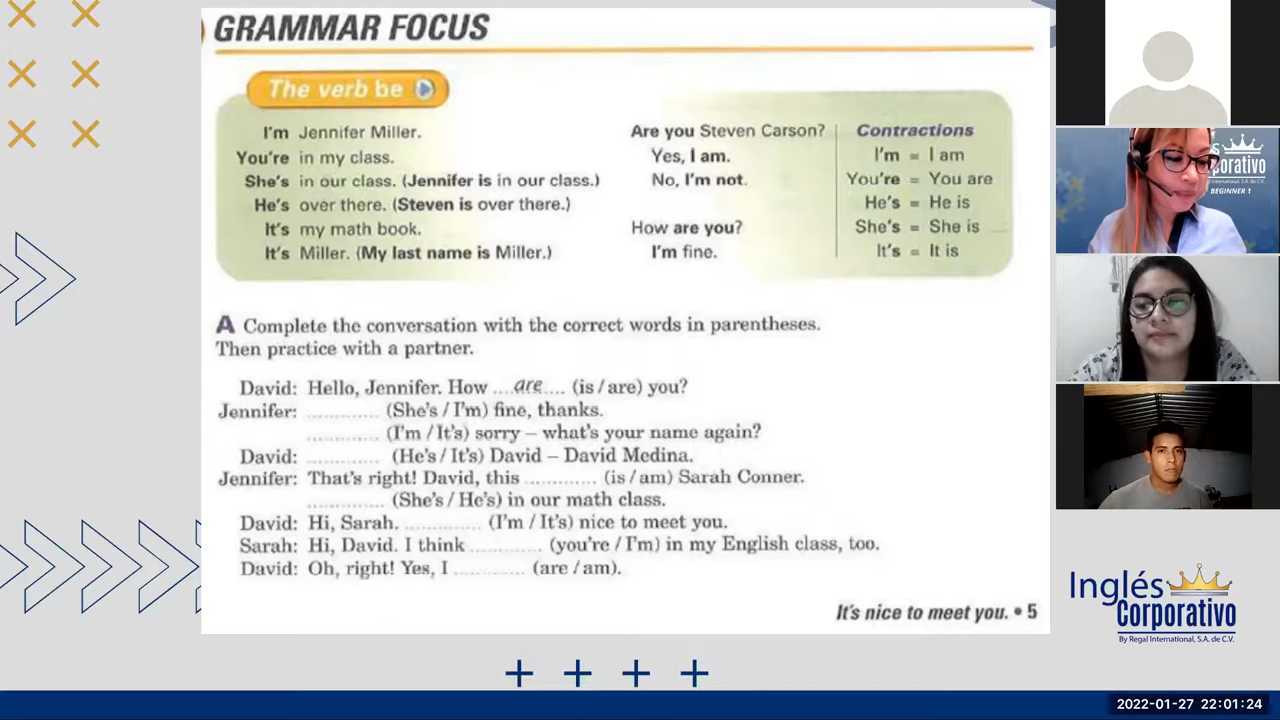 GRAMMAR FOCUS
The verb be
I'm Jennifer Miller.
You're in my class.
She's in our class. (Jennifer is in our class.)
He's over there. (Steven is over there.)
It's my math book.
It's Miller. (My last name is Miller.)
Are you Steven Carson?
Yes, I am.
No, I'm not.
How are you?
I'm fine.
Contractions
I'm = I am
You're = You are
He's = He is
She's = She is
It's = It is
A Complete the conversation with the correct words in parentheses.
Then practice with a partner.
David: Hello, Jennifer. How ....are.... (is / are) you?
Jennifer: ............ (She's / I'm) fine, thanks.
............ (I'm / It's) sorry – what's your name again?
David: ............ (He's / It's) David – David Medina.
Jennifer: That's right! David, this ............ (is / am) Sarah Conner.
............ (She's / He's) in our math class.
David: Hi, Sarah. ............ (I'm / It's) nice to meet you.
Sarah: Hi, David. I think ............ (you're / I'm) in my English class, too.
David: Oh, right! Yes, I ............ (are / am).
It's nice to meet you. • 5
BEGINNER 1
Inglés
Corporativo
By Regal International, S.A. de C.V.
2022-01-27 22:01:24